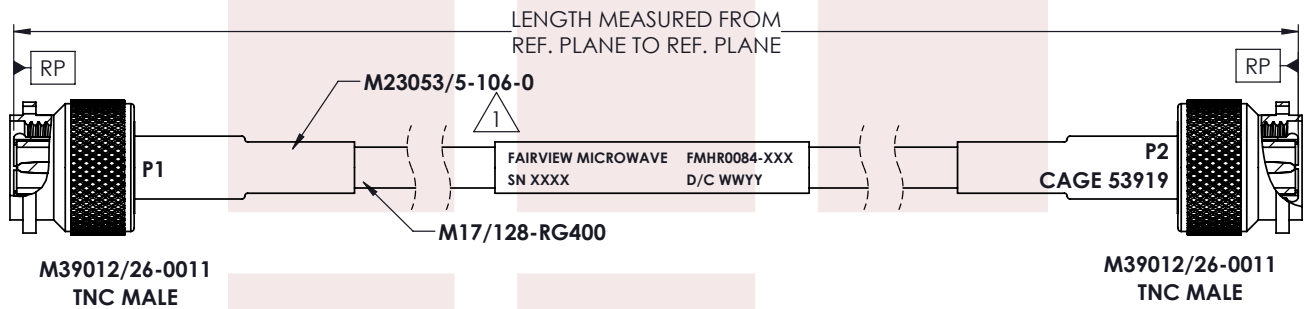 LENGTH MEASURED FROM
REF. PLANE TO REF. PLANE
RP
RP
M23053/5-106-0
1
P1
FAIRVIEW MICROWAVE FMHR0084-XXX
SN XXXX D/C WWYY
P2
CAGE 53919
M17/128-RG400
M39012/26-0011
TNC MALE
M39012/26-0011
TNC MALE